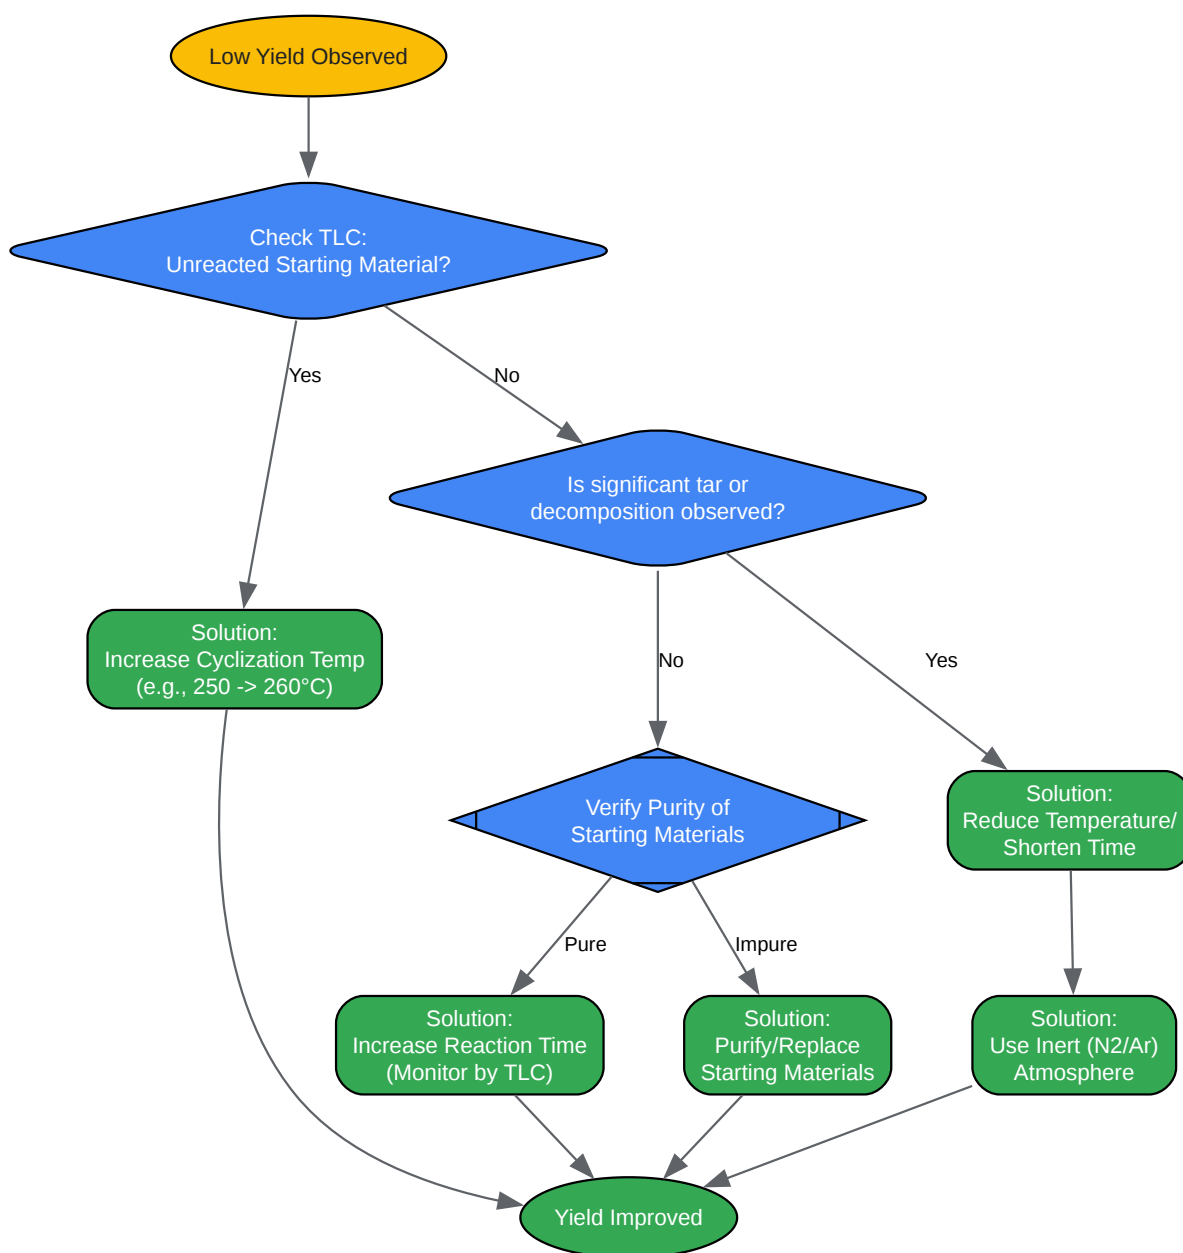 Low Yield Observed
Check TLC:
Unreacted Starting Material?
Yes
No
Is significant tar or
decomposition observed?
Solution:
Increase Cyclization Temp
(e.g., 250 -> 260°C)
No
Yes
Verify Purity of
Starting Materials
Solution:
Reduce Temperature/
Shorten Time
Pure
Impure
Solution:
Increase Reaction Time
(Monitor by TLC)
Solution:
Purify/Replace
Starting Materials
Solution:
Use Inert (N2/Ar)
Atmosphere
Yield Improved